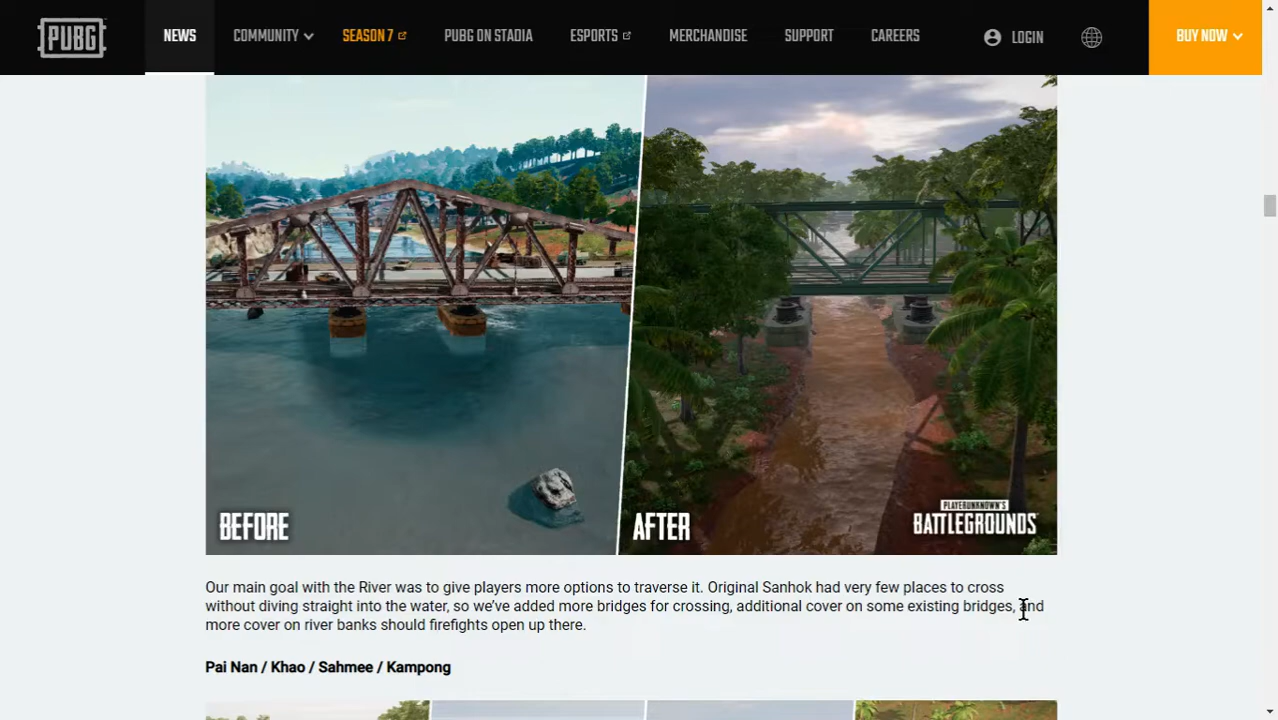 PUBG
NEWS
COMMUNITY
SEASON 7
PUBG ON STADIA
ESPORTS
MERCHANDISE
SUPPORT
CAREERS
LOGIN
BUY NOW
BEFORE
AFTER
PLAYERUNKNOWN'S
BATTLEGROUNDS
Our main goal with the River was to give players more options to traverse it. Original Sanhok had very few places to cross
without diving straight into the water, so we've added more bridges for crossing, additional cover on some existing bridges, and
more cover on river banks should firefights open up there.
Pai Nan / Khao / Sahmee / Kampong